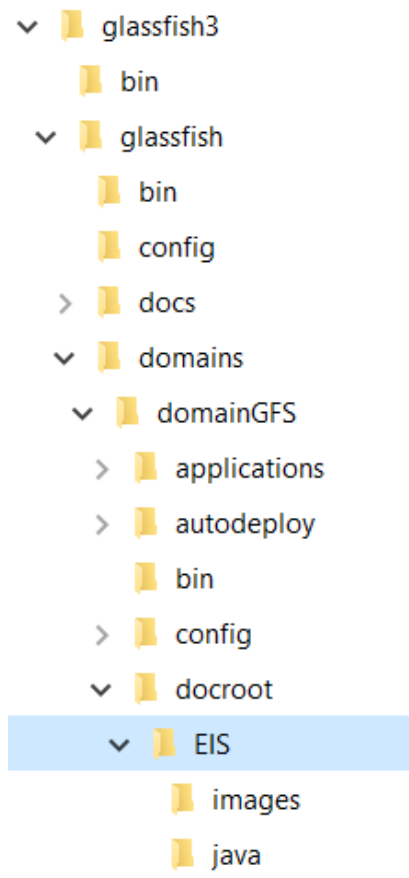 glassfish3
bin
glassfish
bin
config
docs
domains
domainGFS
applications
autodeploy
bin
config
docroot
EIS
images
java